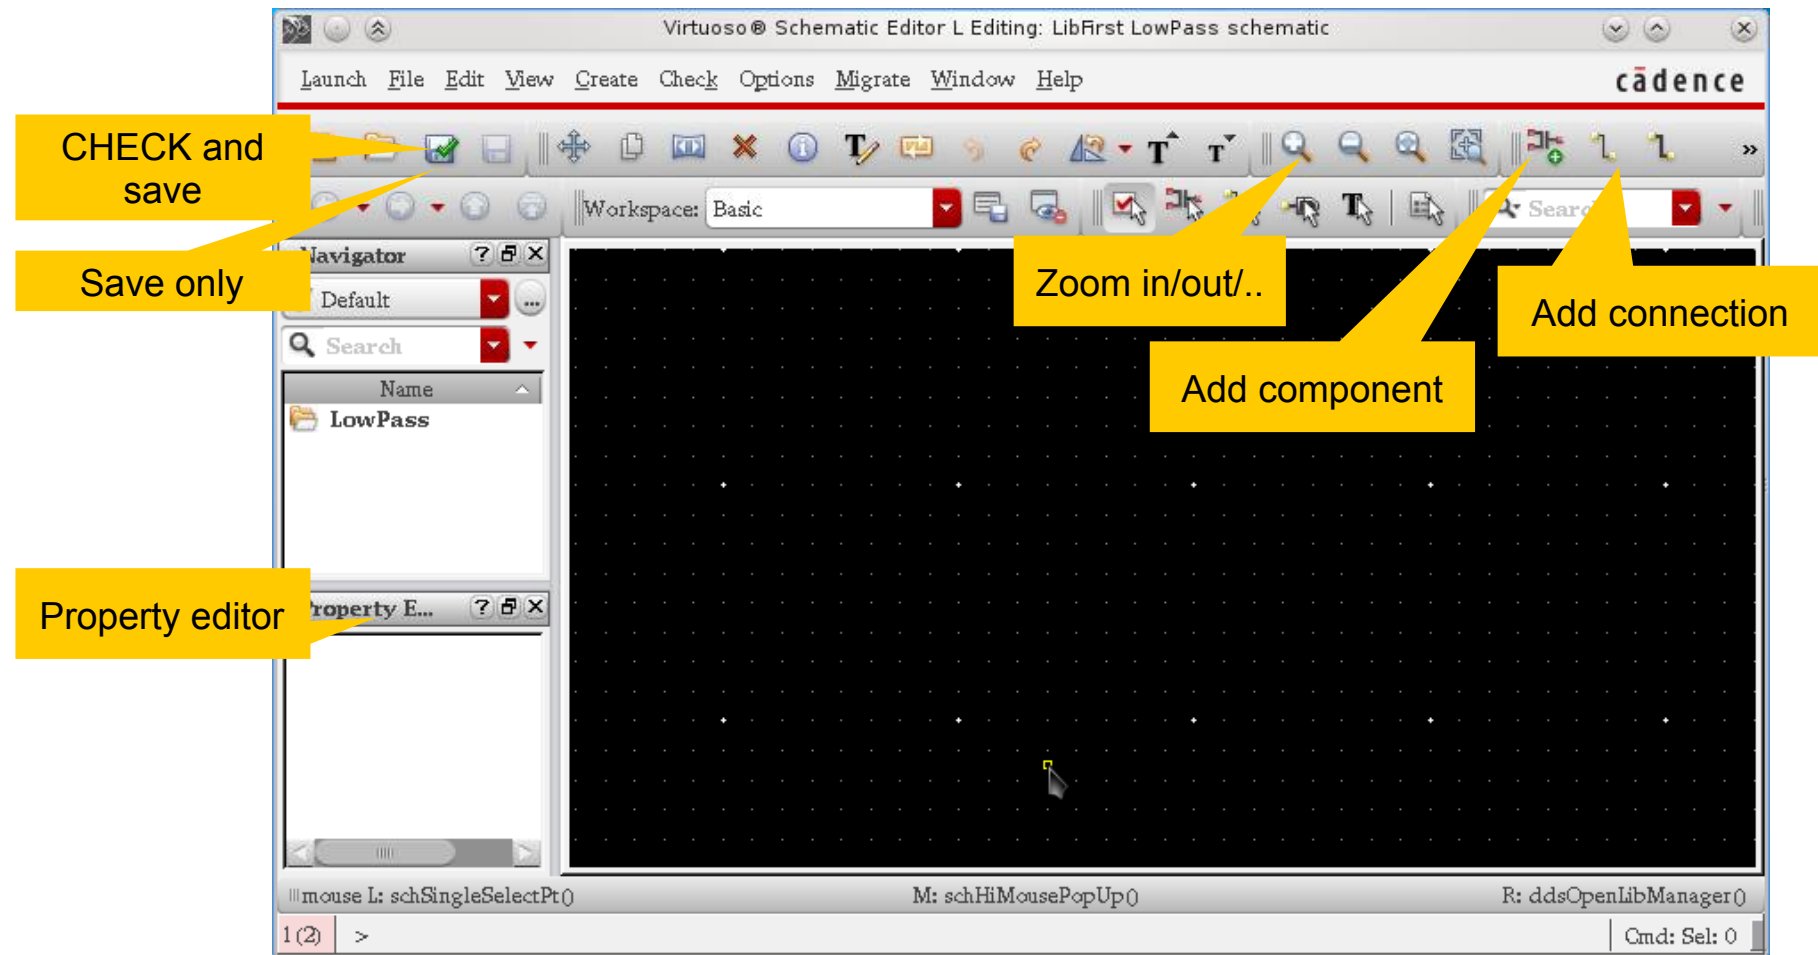 Virtuoso® Schematic Editor L Editing: LibFirst LowPass schematic
Launch File Edit View Create Check Options Migrate Window Help
cādence
CHECK and
save
Workspace: Basic
Search
Save only
Navigator
Default
Search
Name
LowPass
Zoom in/out/..
Add connection
Add component
Property editor
Property E...
mouse L: schSingleSelectPt()
M: schHiMousePopUp()
R: ddsOpenLibManager()
1(2) >
Cmd: Sel: 0